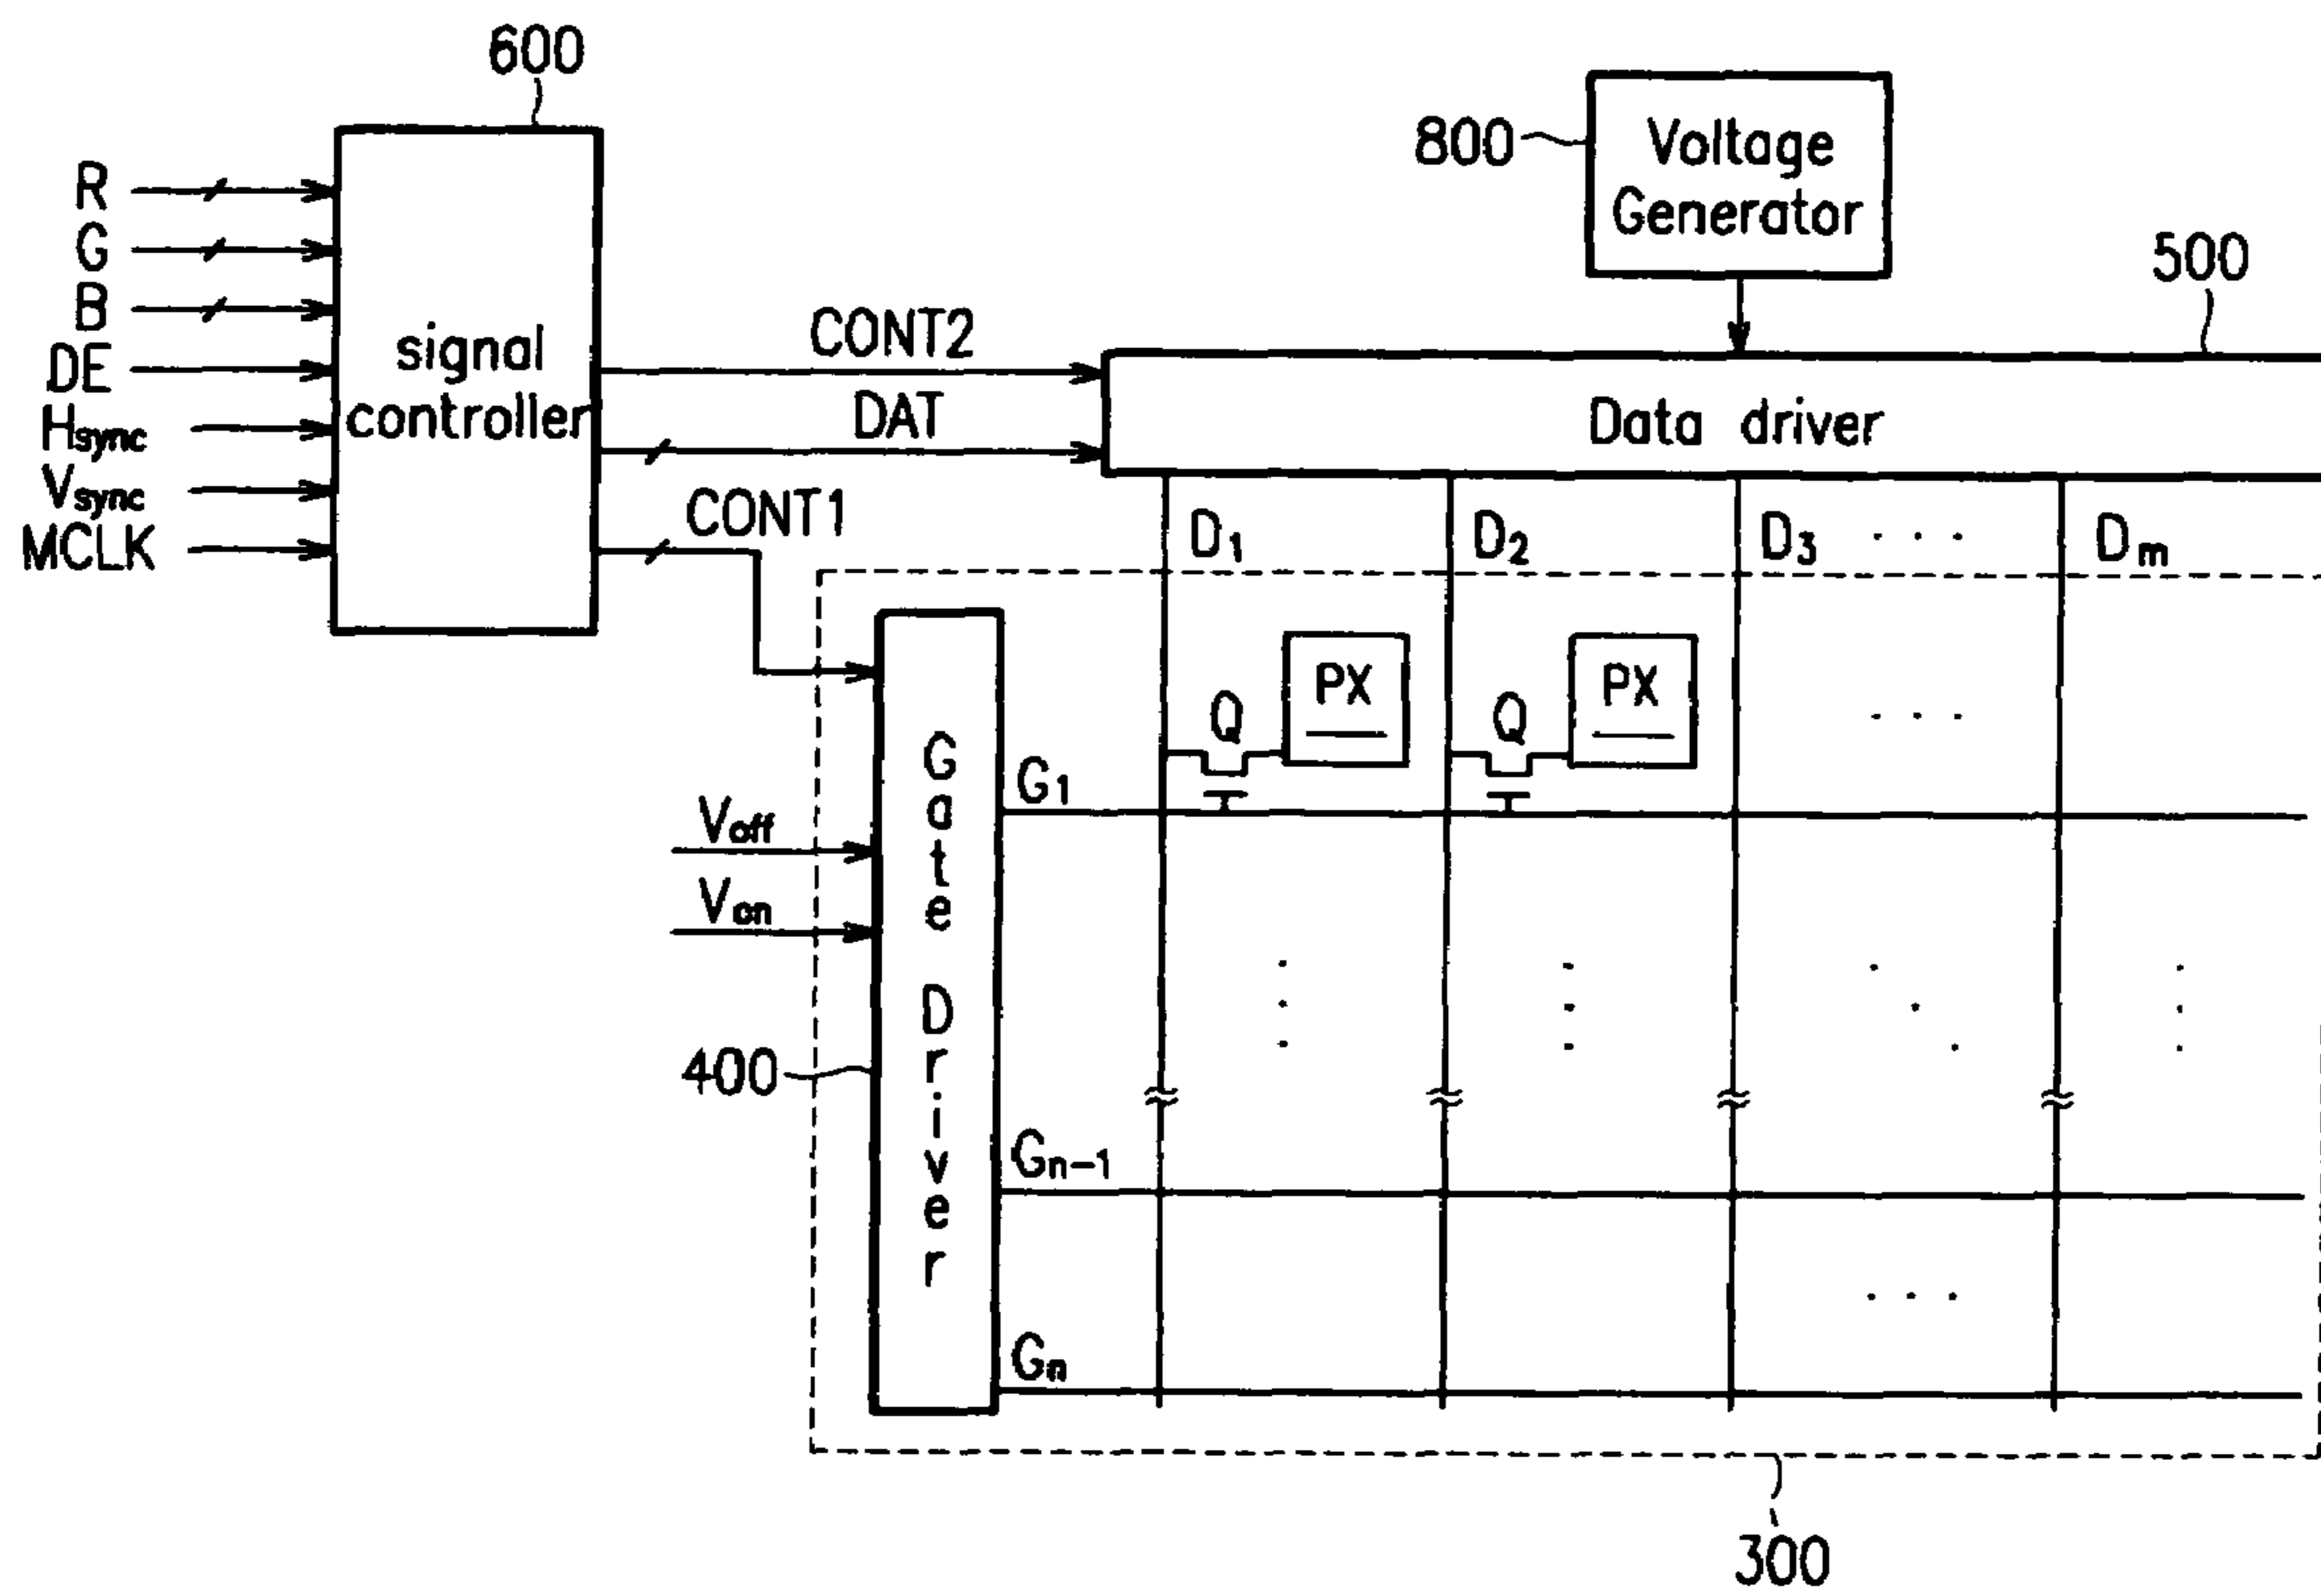 600
800
Voltage
Generator
500
R
G
B
DE
Hsync
Vsync
MCLK
signal
controller
CONT2
DAT
CONT1
Data driver
D1
D2
D3
. . .
Dm
Q
PX
Q
PX
. . .
Gate Driver
G1
Voff
Von
400
Gn-1
. . .
Gn
300